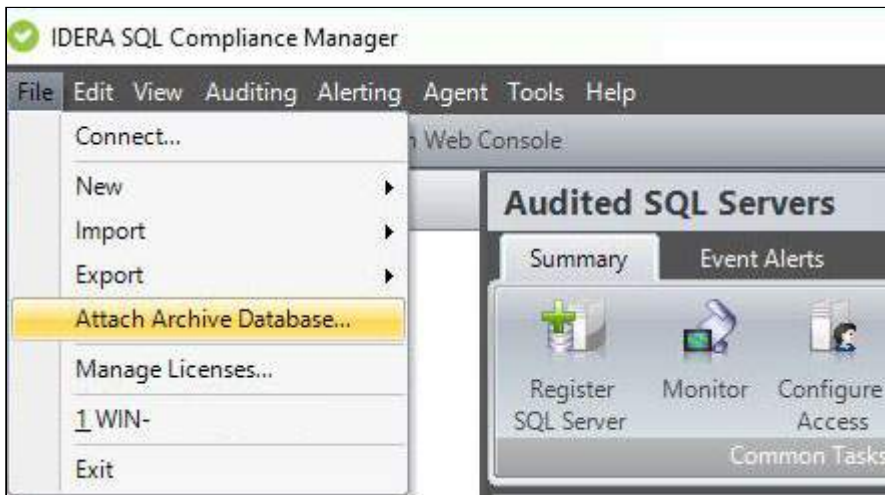 IDERA SQL Compliance Manager
File Edit View Auditing Alerting Agent Tools Help
Connect...
Web Console
New
Import
Export
Attach Archive Database...
Manage Licenses...
1 WIN-
Exit
Audited SQL Servers
Summary Event Alerts
Register SQL Server
Monitor
Configure Access
Common Tasks